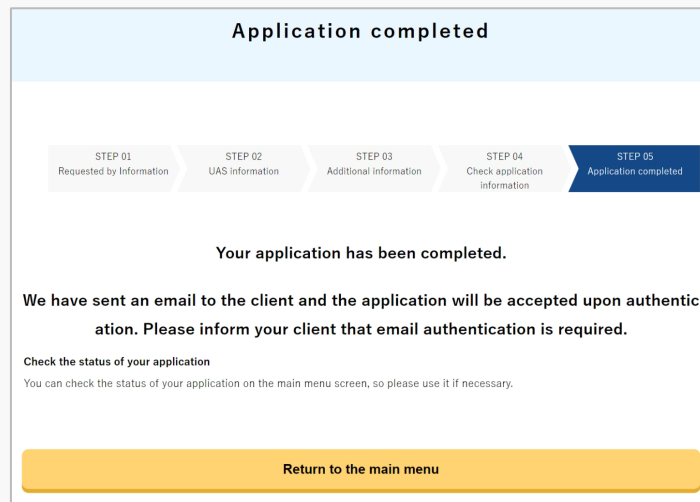 Application completed
STEP 01
Requested by Information
STEP 02
UAS information
STEP 03
Additional information
STEP 04
Check application
information
STEP 05
Application completed
Your application has been completed.
We have sent an email to the client and the application will be accepted upon authentic
ation. Please inform your client that email authentication is required.
Check the status of your application
You can check the status of your application on the main menu screen, so please use it if necessary.
Return to the main menu